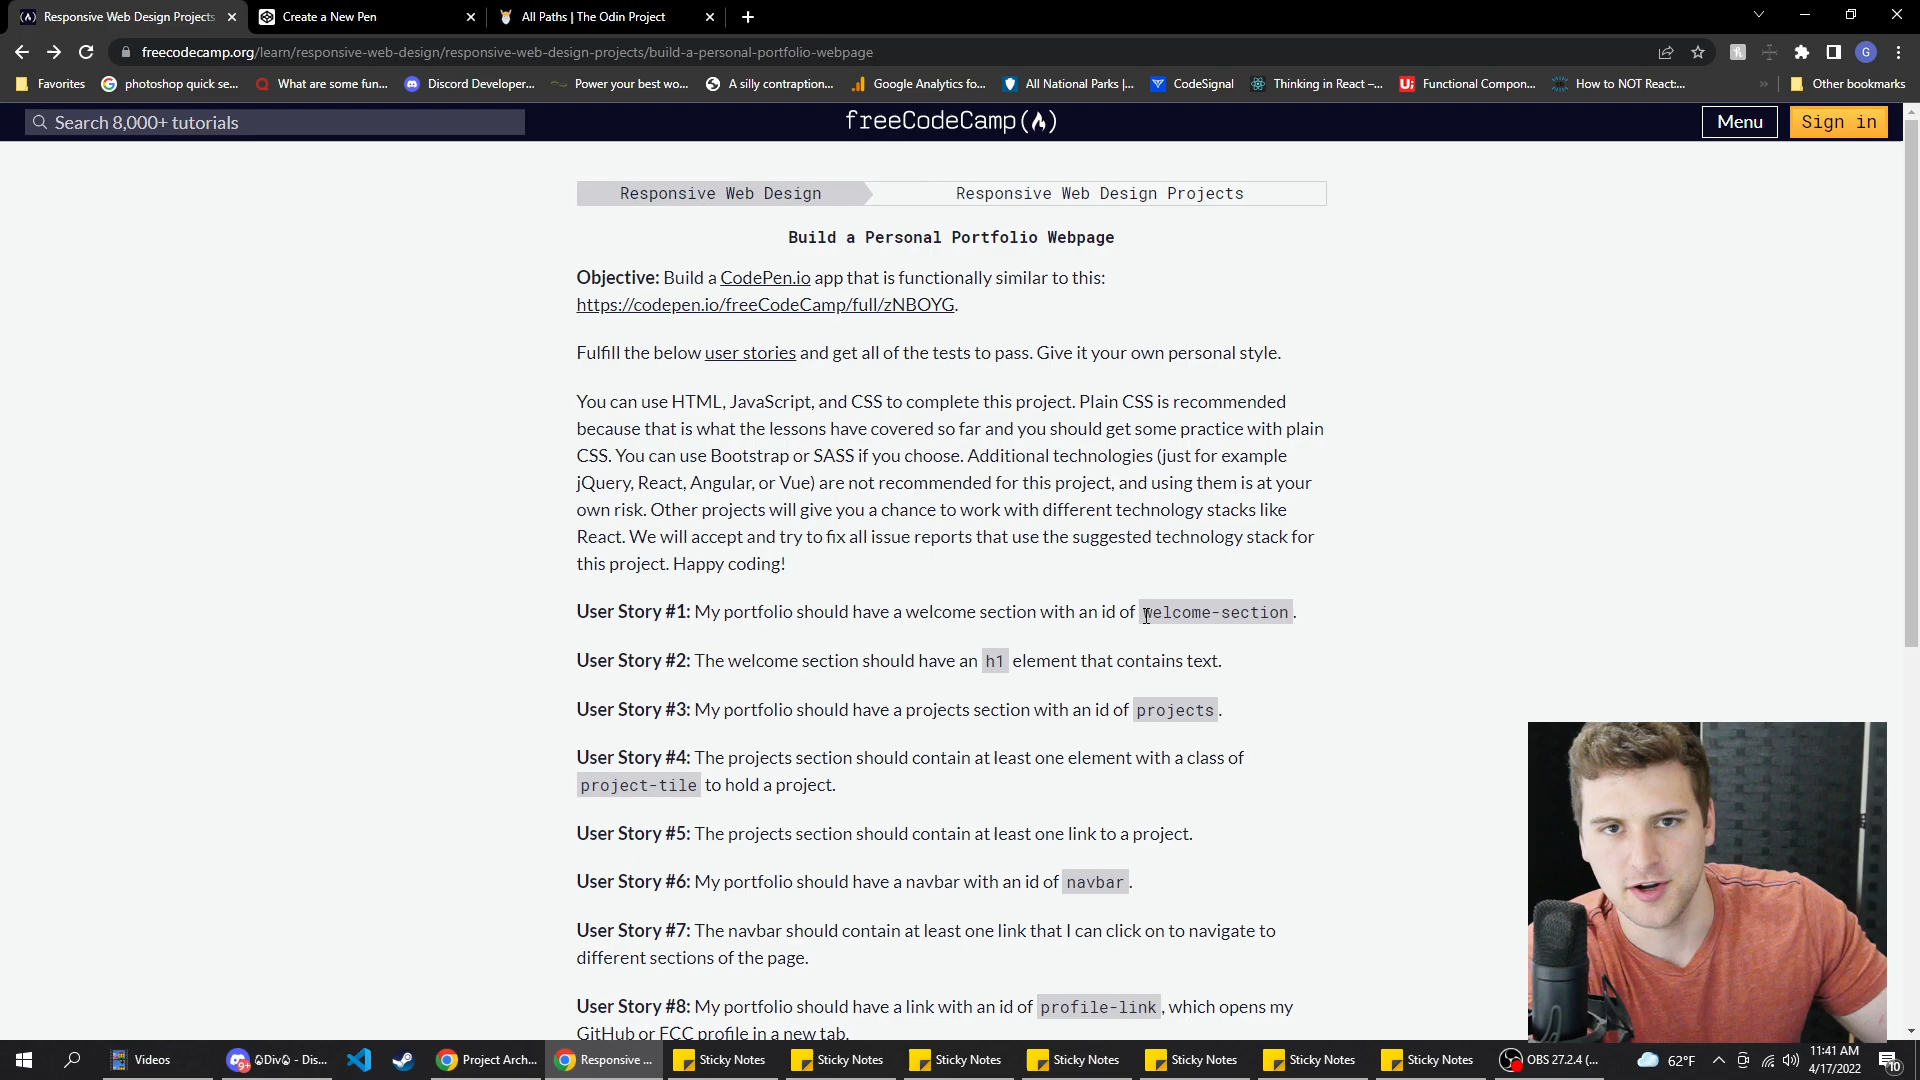 Responsive Web Design Projects
Create a New Pen
All Paths | The Odin Project
freecodecamp.org/learn/responsive-web-design/responsive-web-design-projects/build-a-personal-portfolio-webpage
G
Favorites
photoshop quick se...
What are some fun...
Discord Developer...
Power your best wo...
A silly contraption...
Google Analytics fo...
All National Parks |...
CodeSignal
Thinking in React –...
Functional Compon...
How to NOT React:...
»
Other bookmarks
Search 8,000+ tutorials
freeCodeCamp
Menu
Sign in
Responsive Web Design
Responsive Web Design Projects
Build a Personal Portfolio Webpage
Objective: Build a CodePen.io app that is functionally similar to this:
https://codepen.io/freeCodeCamp/full/zNBOYG.
Fulfill the below user stories and get all of the tests to pass. Give it your own personal style.
You can use HTML, JavaScript, and CSS to complete this project. Plain CSS is recommended
because that is what the lessons have covered so far and you should get some practice with plain
CSS. You can use Bootstrap or SASS if you choose. Additional technologies (just for example
jQuery, React, Angular, or Vue) are not recommended for this project, and using them is at your
own risk. Other projects will give you a chance to work with different technology stacks like
React. We will accept and try to fix all issue reports that use the suggested technology stack for
this project. Happy coding!
User Story #1: My portfolio should have a welcome section with an id of welcome-section.
User Story #2: The welcome section should have an h1 element that contains text.
User Story #3: My portfolio should have a projects section with an id of projects.
User Story #4: The projects section should contain at least one element with a class of
project-tile to hold a project.
User Story #5: The projects section should contain at least one link to a project.
User Story #6: My portfolio should have a navbar with an id of navbar.
User Story #7: The navbar should contain at least one link that I can click on to navigate to
different sections of the page.
User Story #8: My portfolio should have a link with an id of profile-link, which opens my
GitHub or FCC profile in a new tab.
Videos
Div - Dis...
Project Arch...
Responsive ...
Sticky Notes
Sticky Notes
Sticky Notes
Sticky Notes
Sticky Notes
Sticky Notes
Sticky Notes
OBS 27.2.4 (...
62°F
11:41 AM
4/17/2022
10